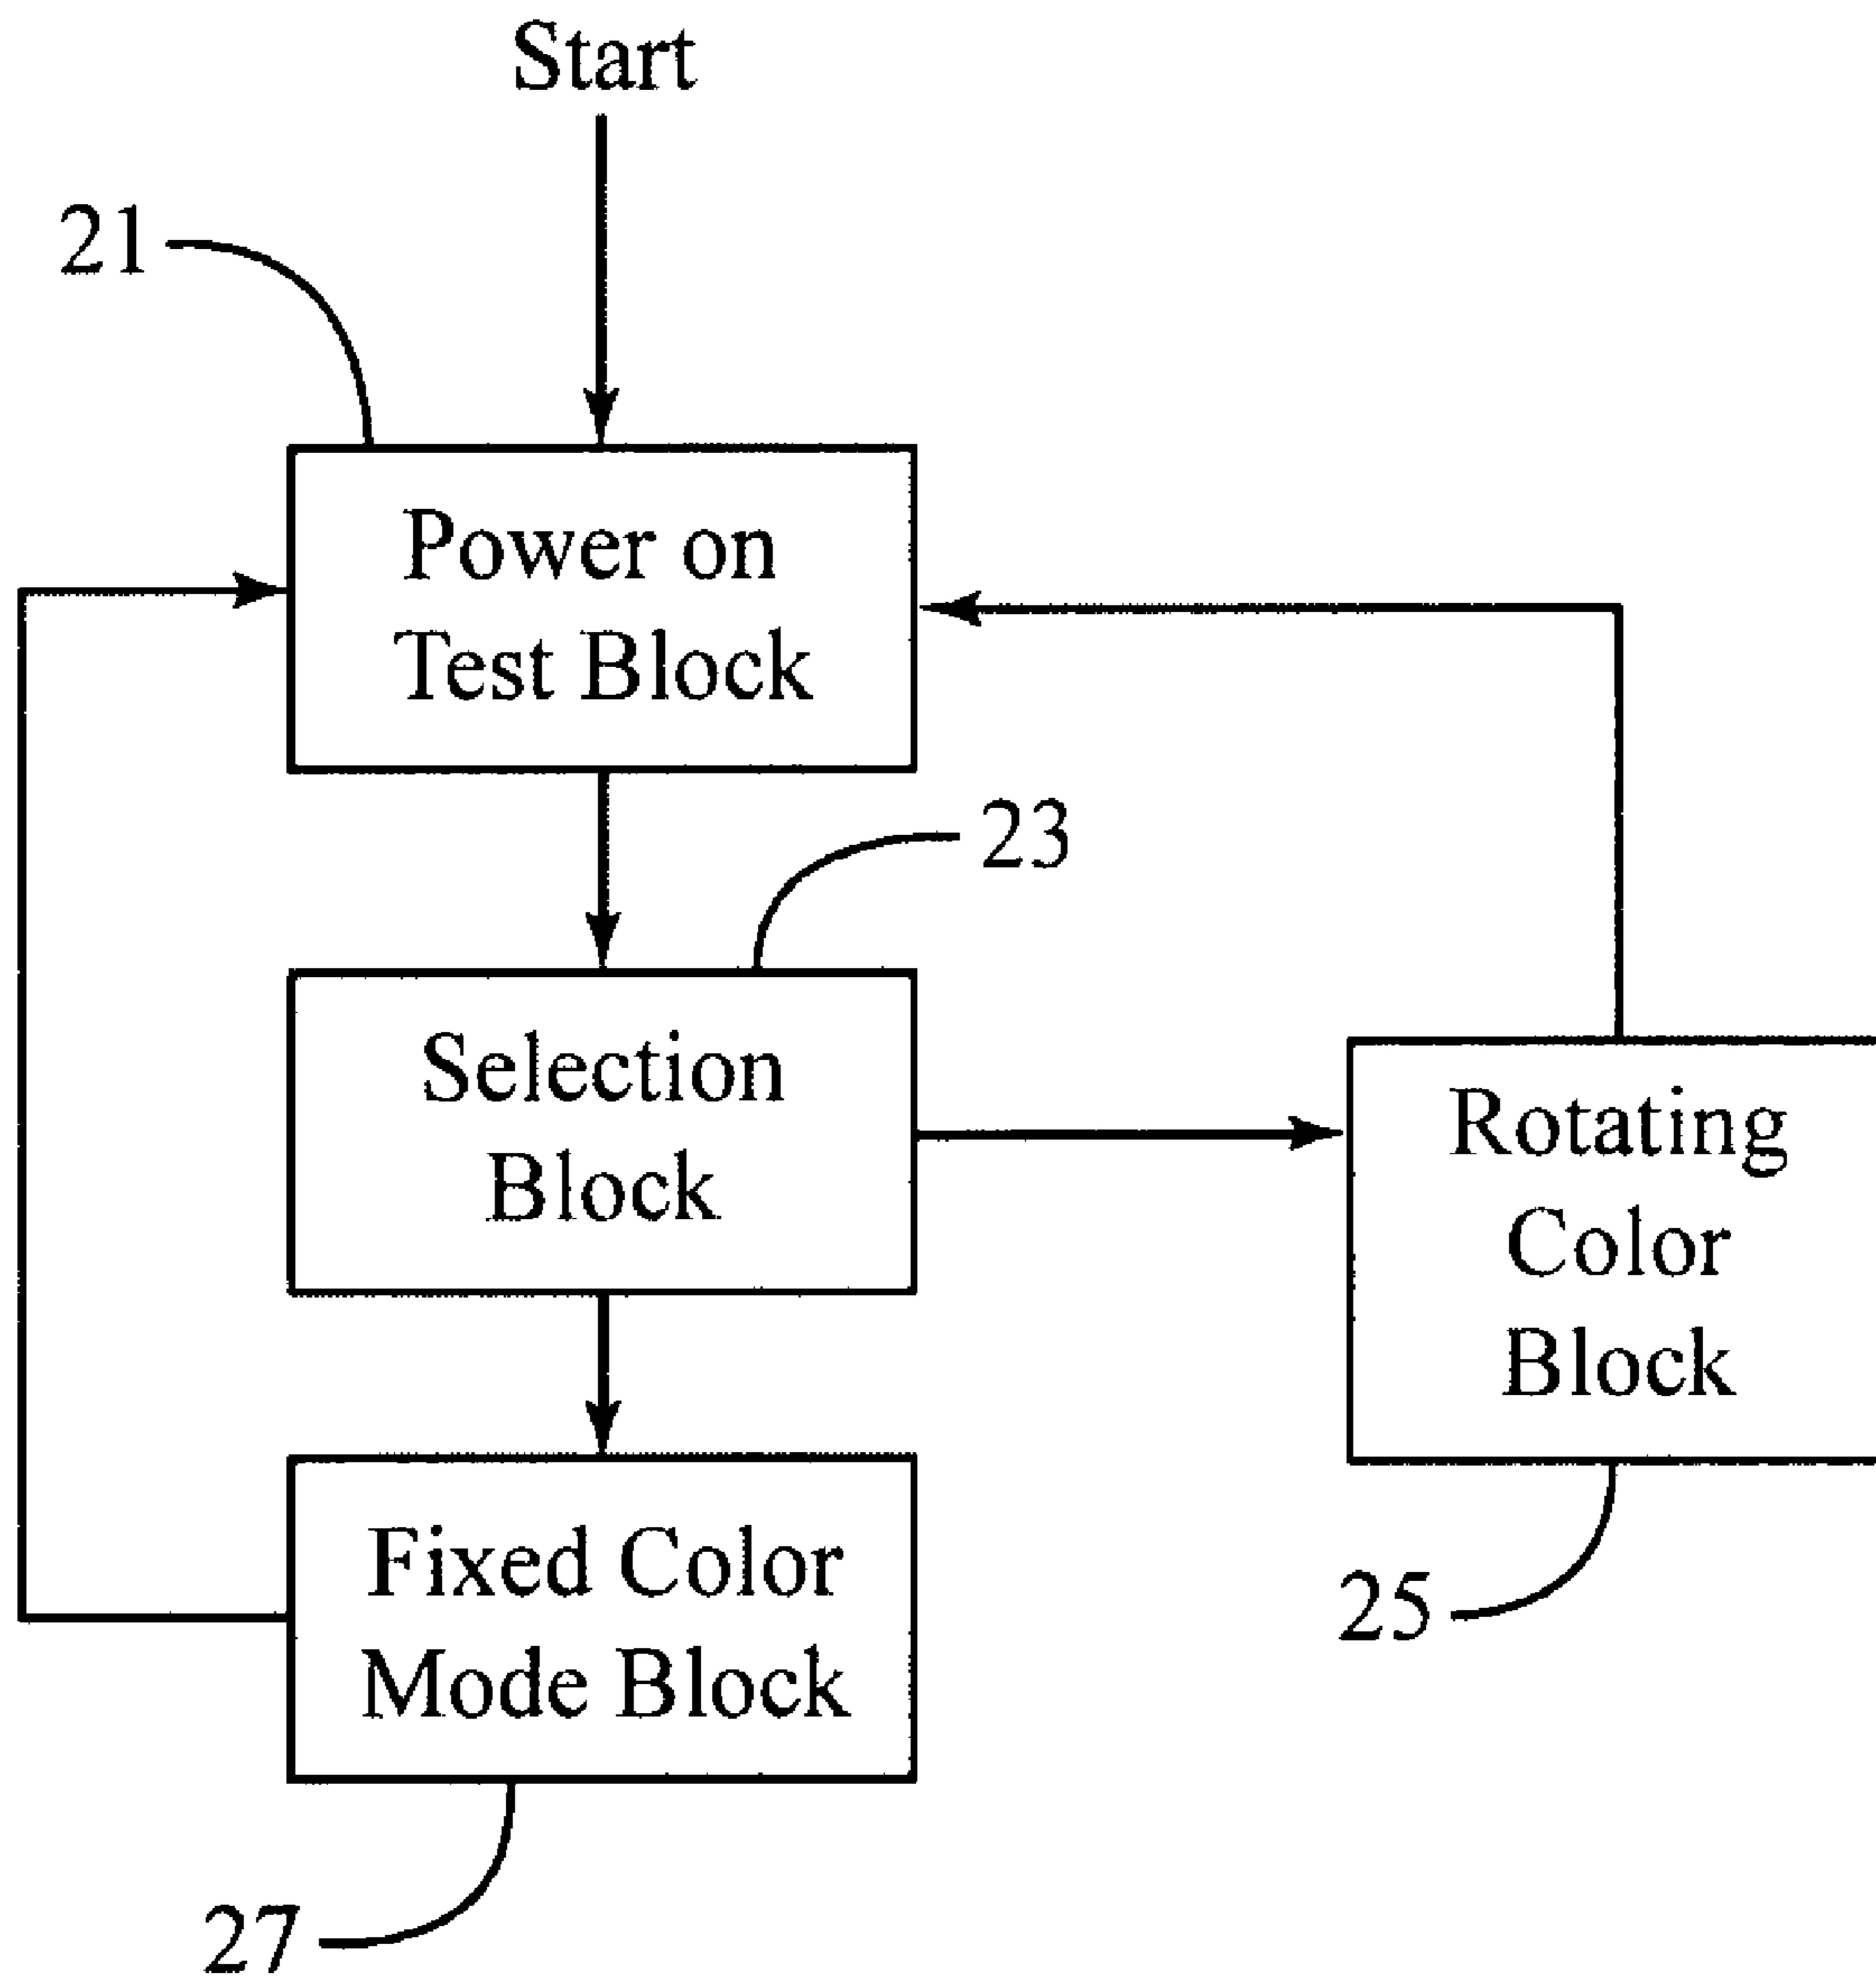 Start
21
Power on
Test Block
23
Selection
Block
Rotating
Color
Block
Fixed Color
Mode Block
25
27